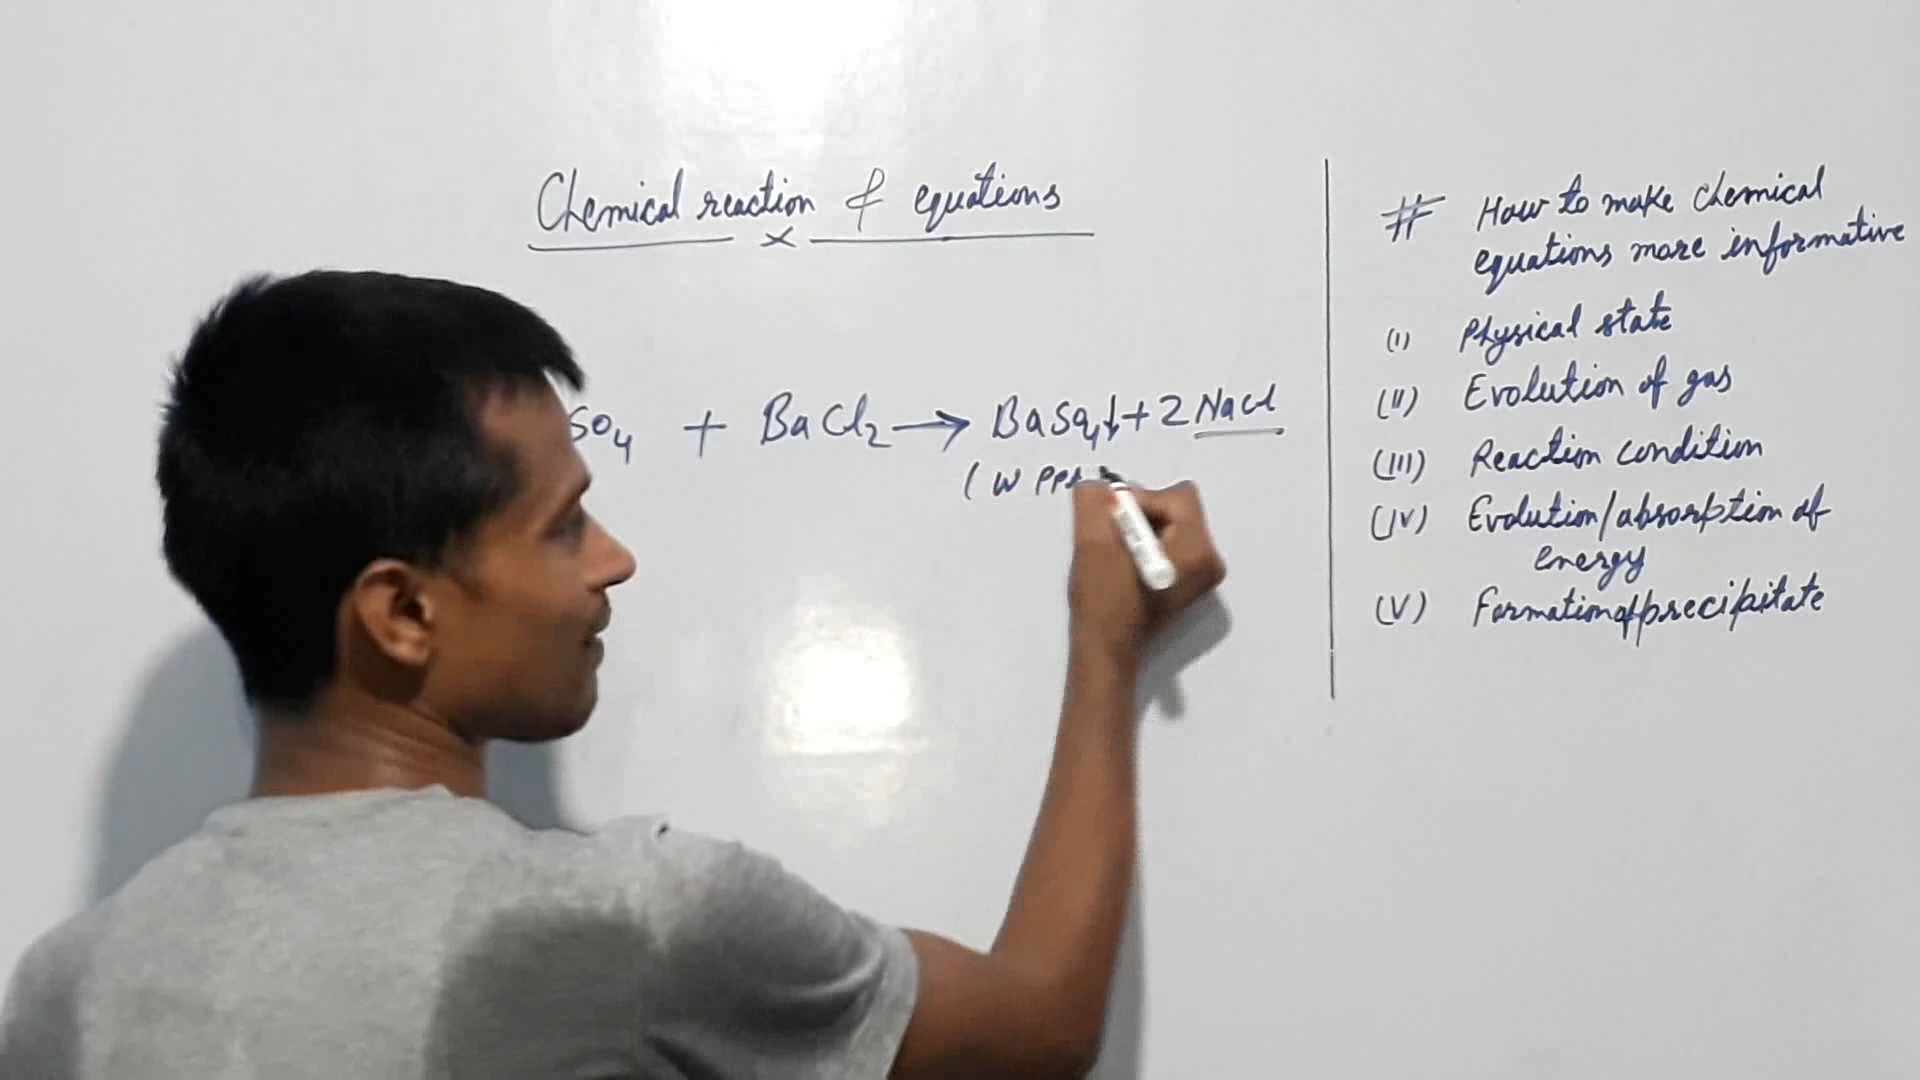 Chemical reaction & equations
x
SO4 + BaCl2 → BaSO4↓ + 2 NaCl
( W PPt
# How to make chemical
equations more informative
(I) Physical state
(II) Evolution of gas
(III) Reaction condition
(IV) Evolution/absorption of
energy
(V) Formation of precipitate